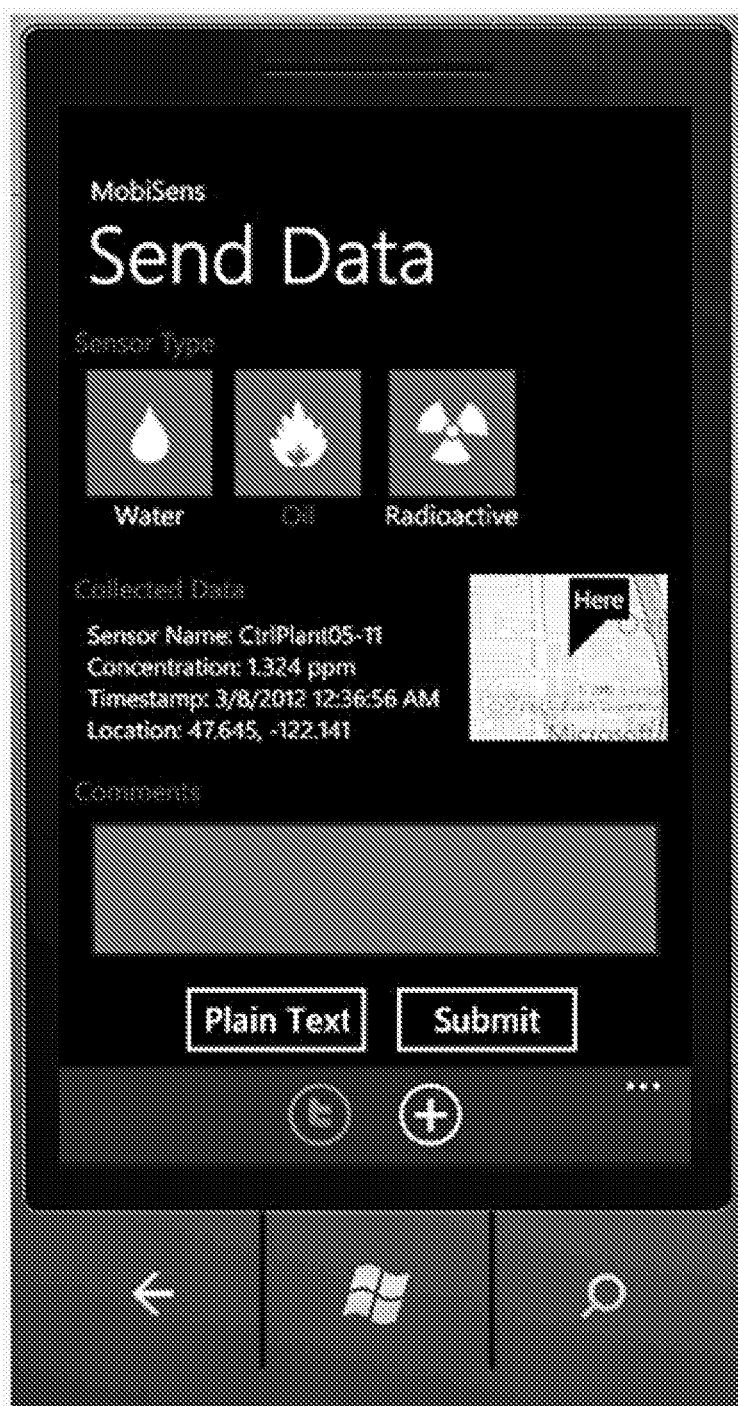 MobiSens
Send Data
Sensor Type
Water
Oil
Radioactive
Collected Data
Here
Sensor Name: CtrlPlant05-11
Concentration: 1.324 ppm
Timestamp: 3/8/2012 12:36:56 AM
Location: 47.645, -122.141
Comments
Plain Text
Submit